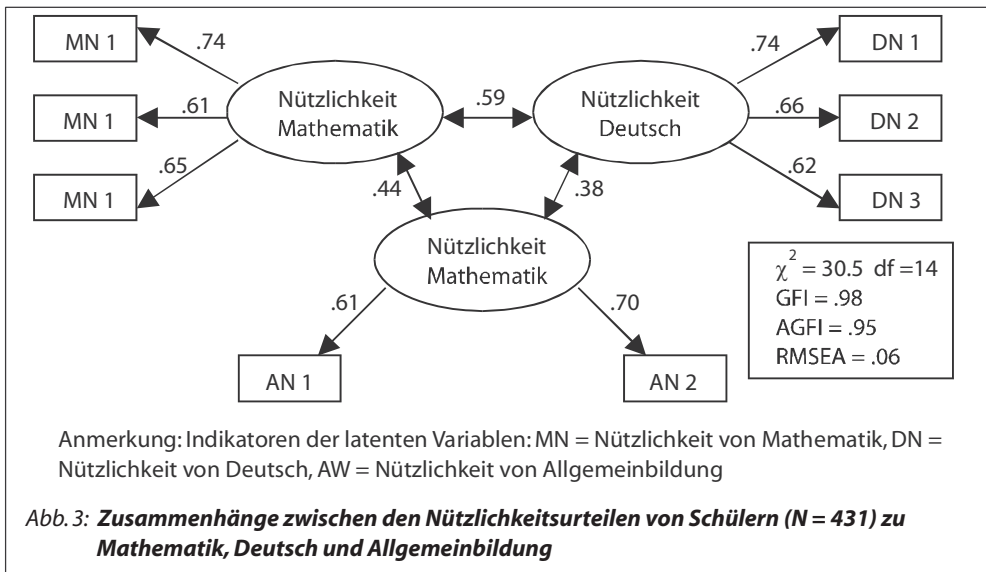 MN 1
.74
.74
DN 1
Nützlichkeit
Mathematik
.59
Nützlichkeit
Deutsch
MN 1
.61
.66
DN 2
MN 1
.65
.62
DN 3
.44
.38
Nützlichkeit
Mathematik
χ² = 30.5 df =14
GFI = .98
AGFI = .95
RMSEA = .06
.61
.70
AN 1
AN 2
Anmerkung: Indikatoren der latenten Variablen: MN = Nützlichkeit von Mathematik, DN =
Nützlichkeit von Deutsch, AW = Nützlichkeit von Allgemeinbildung
Abb. 3: Zusammenhänge zwischen den Nützlichkeitsurteilen von Schülern (N = 431) zu
Mathematik, Deutsch und Allgemeinbildung